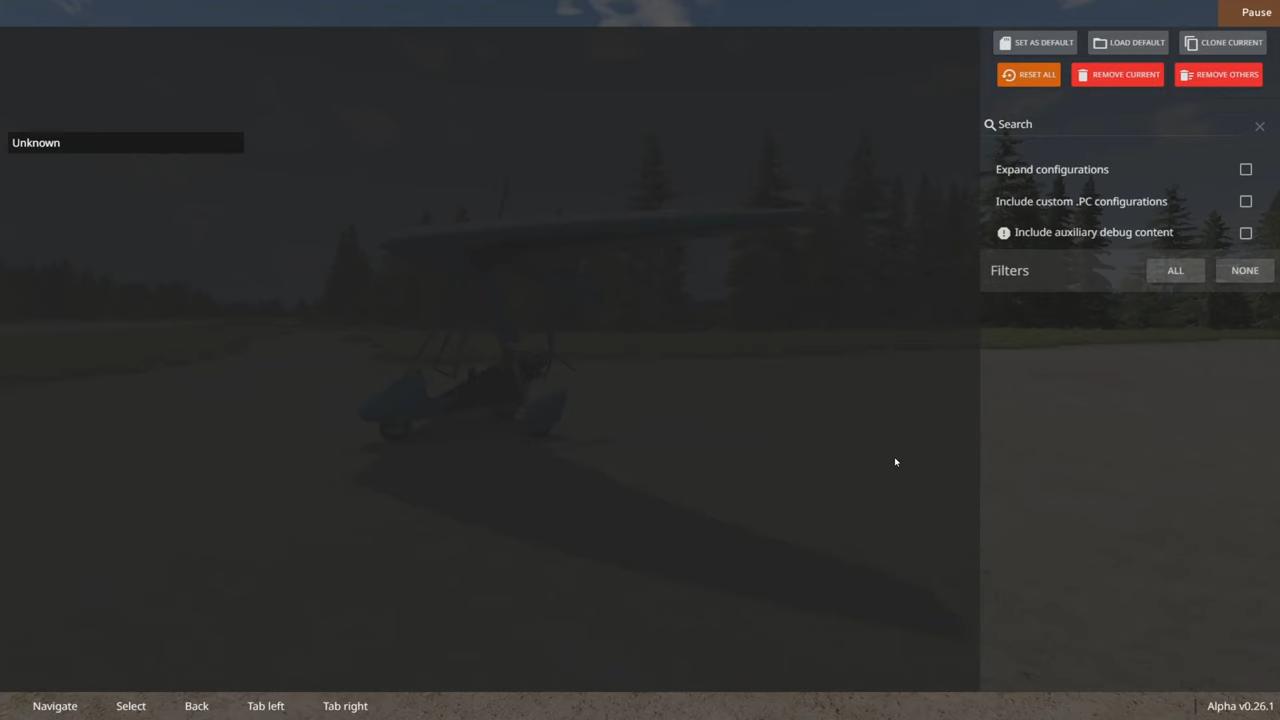 Pause
SET AS DEFAULT LOAD DEFAULT CLONE CURRENT
RESET ALL REMOVE CURRENT REMOVE OTHERS
Search
Unknown
Expand configurations
Include custom .PC configurations
Include auxiliary debug content
Filters ALL NONE
Navigate Select Back Tab left Tab right Alpha v0.26.1